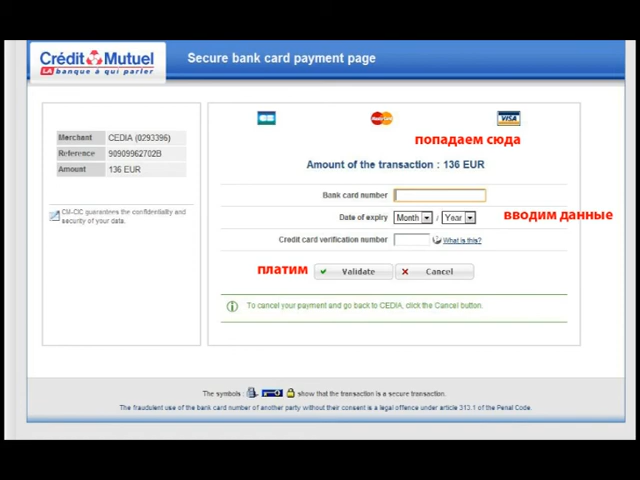 Crédit Mutuel
LA banque à qui parler
Secure bank card payment page
Merchant CEDIA (0293396)
Reference 90909962702B
Amount 136 EUR
CM-CIC guarantees the confidentiality and
security of your data.
CB
MasterCard
VISA
попадаем сюда
Amount of the transaction : 136 EUR
Bank card number
Date of expiry Month / Year
вводим данные
Credit card verification number What is this?
платим
Validate
Cancel
To cancel your payment and go back to CEDIA, click the Cancel button.
The symbols show that the transaction is a secure transaction.
The fraudulent use of the bank card number of another party without their consent is a legal offence under article 313.1 of the Penal Code.